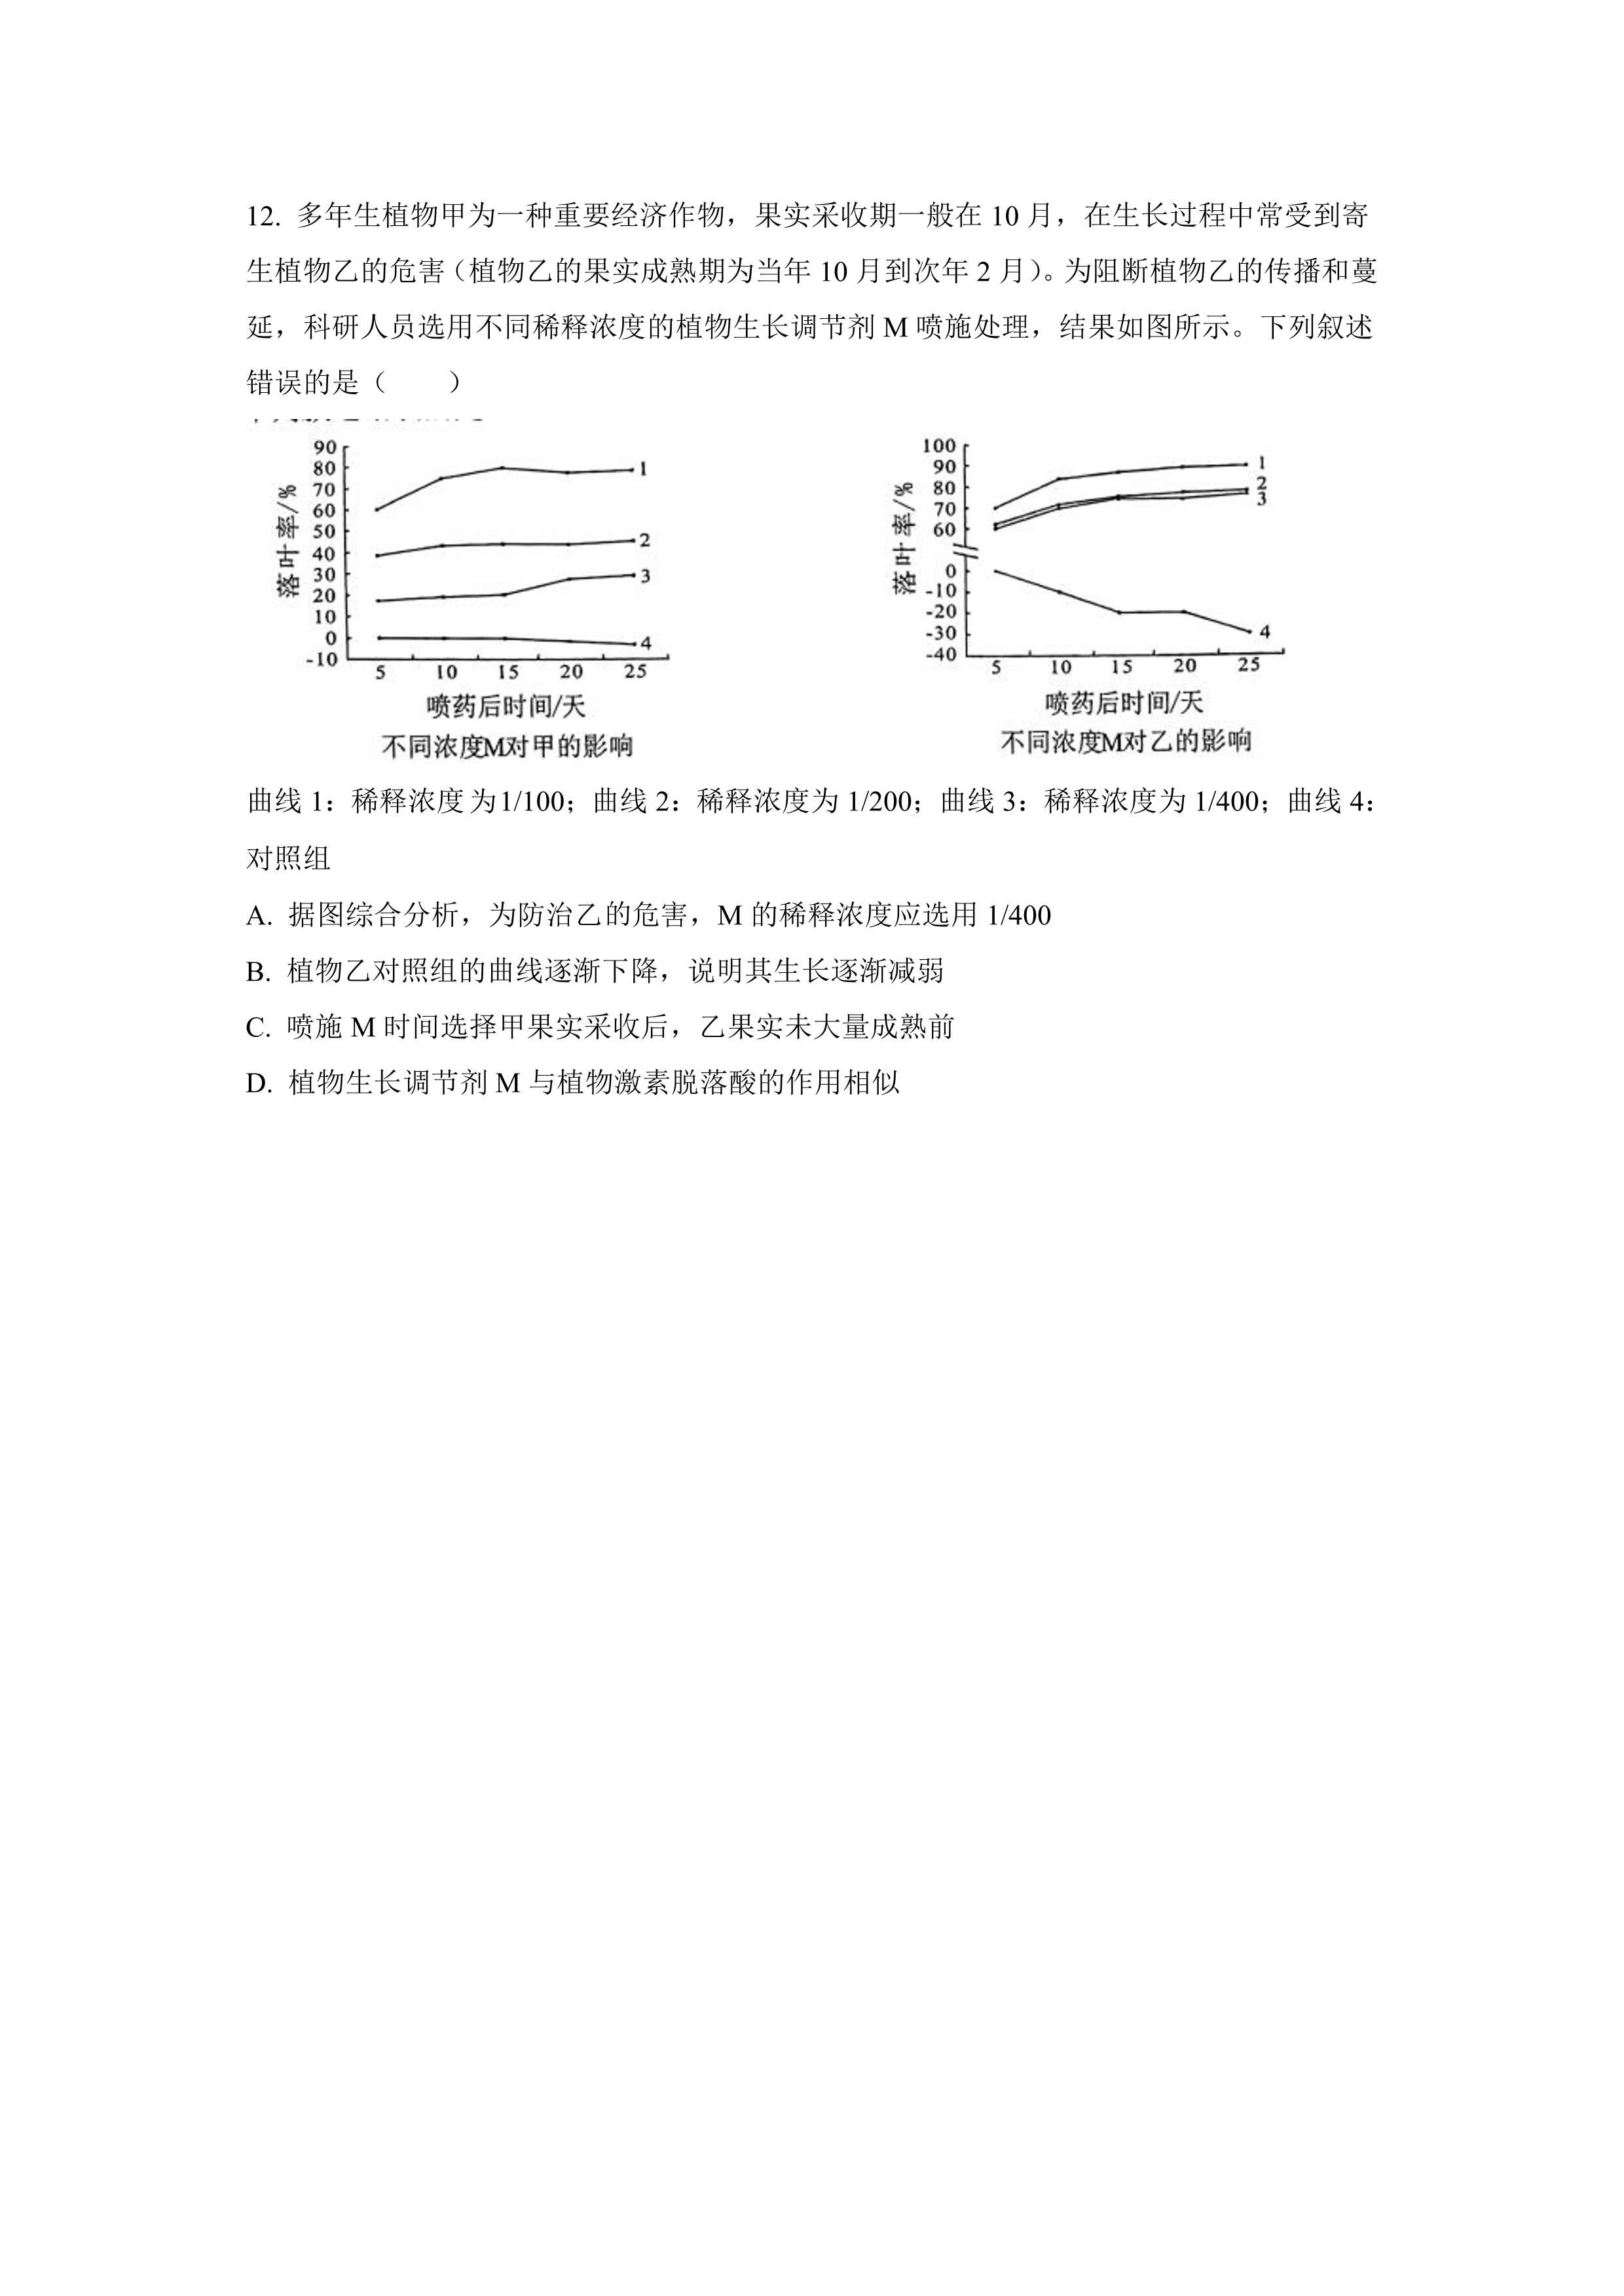 12. 多年生植物甲为一种重要经济作物，果实采收期一般在 10 月，在生长过程中常受到寄
生植物乙的危害（植物乙的果实成熟期为当年 10 月到次年 2 月）。为阻断植物乙的传播和蔓
延，科研人员选用不同稀释浓度的植物生长调节剂 M 喷施处理，结果如图所示。下列叙述
错误的是（　　）
落叶率/%
90
80
70
60
50
40
30
20
10
0
-10
1
2
3
4
5 10 15 20 25
喷药后时间/天
不同浓度M对甲的影响
落叶率/%
100
90
80
70
60
0
-10
-20
-30
-40
1
2
3
4
5 10 15 20 25
喷药后时间/天
不同浓度M对乙的影响
曲线 1：稀释浓度为1/100；曲线 2：稀释浓度为 1/200；曲线 3：稀释浓度为 1/400；曲线 4：
对照组
A. 据图综合分析，为防治乙的危害，M 的稀释浓度应选用 1/400
B. 植物乙对照组的曲线逐渐下降，说明其生长逐渐减弱
C. 喷施 M 时间选择甲果实采收后，乙果实未大量成熟前
D. 植物生长调节剂 M 与植物激素脱落酸的作用相似